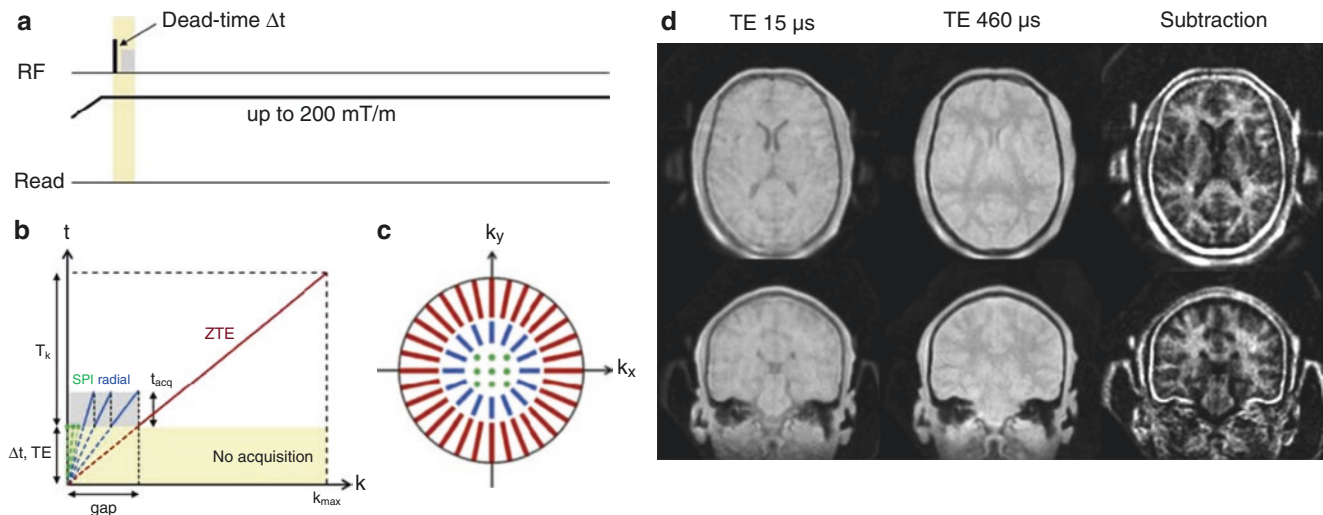 a
Dead-time Δt
RF
up to 200 mT/m
Read
b
t
ZTE
T_k
SPI radial
t_acq
Δt, TE
No acquisition
k
k_max
gap
c
k_y
k_x
d
TE 15 µs
TE 460 µs
Subtraction